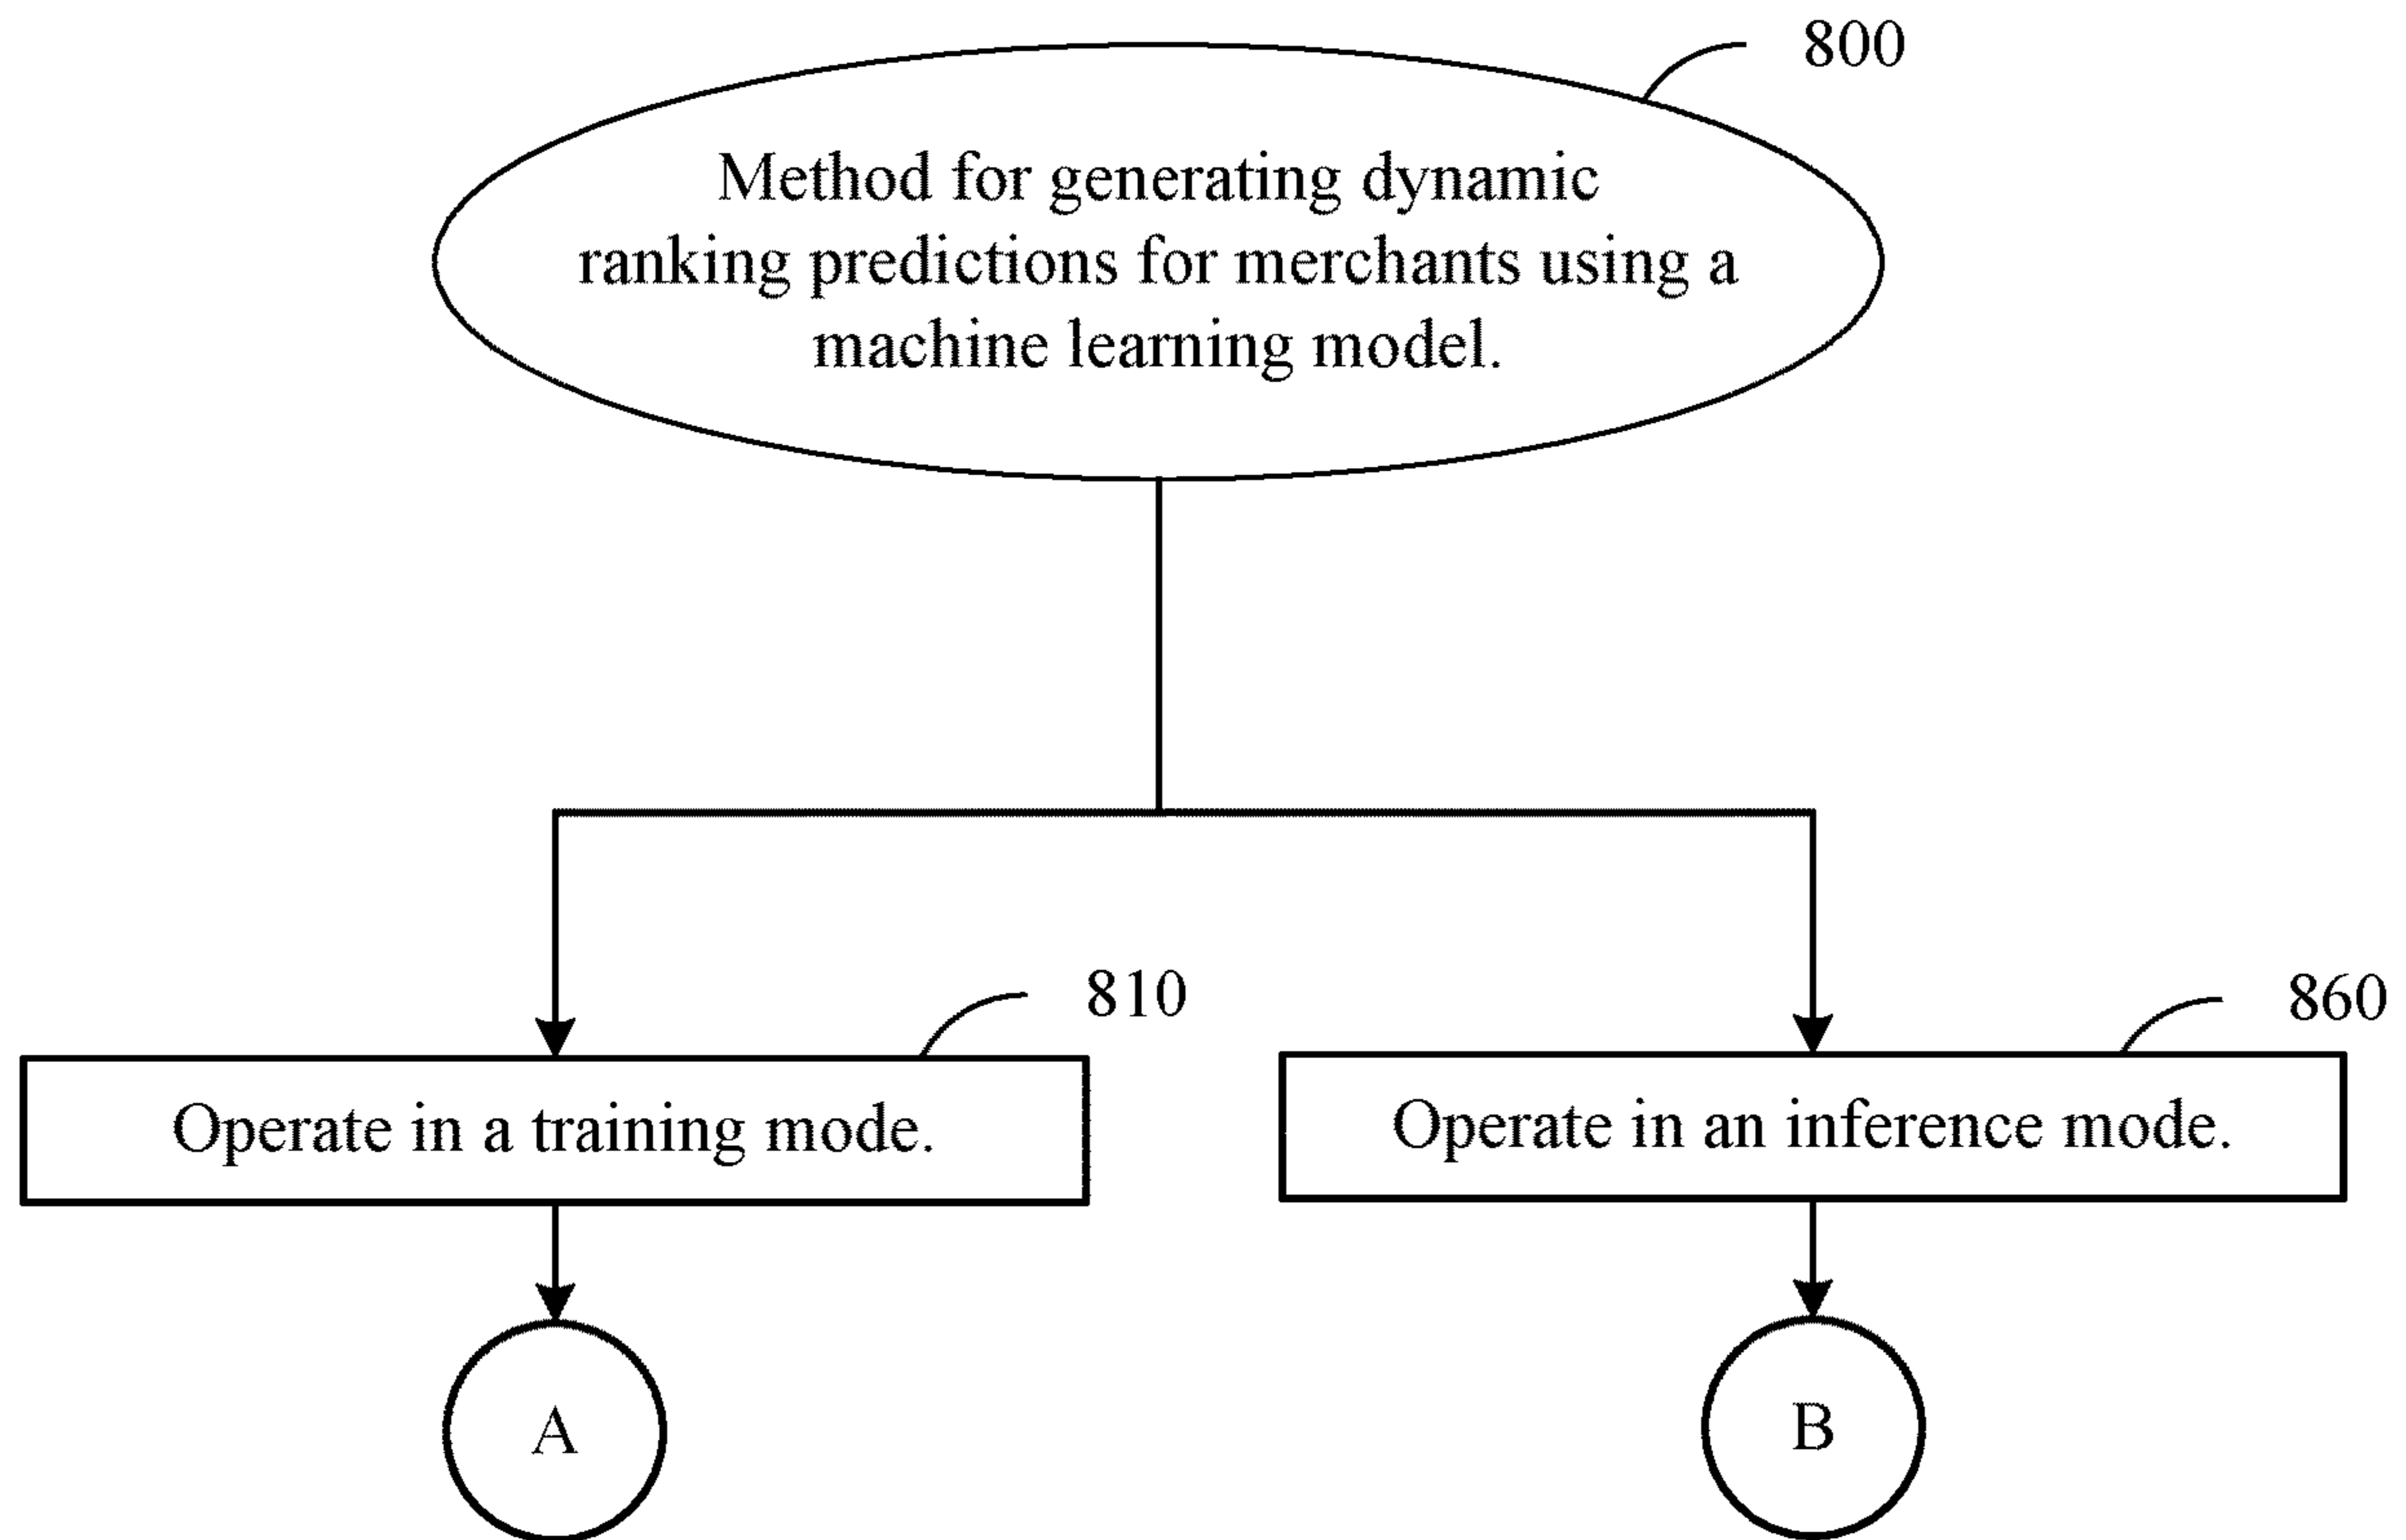 800
Method for generating dynamic
ranking predictions for merchants using a
machine learning model.
810
860
Operate in a training mode.
Operate in an inference mode.
A
B